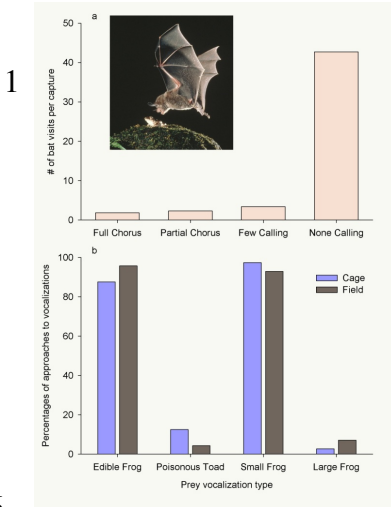 1
a
# of bat visits per capture
50
40
30
20
10
0
Full Chorus Partial Chorus Few Calling None Calling
b
Percentages of approaches to vocalizations
100
80
60
40
20
0
Cage
Field
Edible Frog Poisonous Toad Small Frog Large Frog
Prey vocalization type